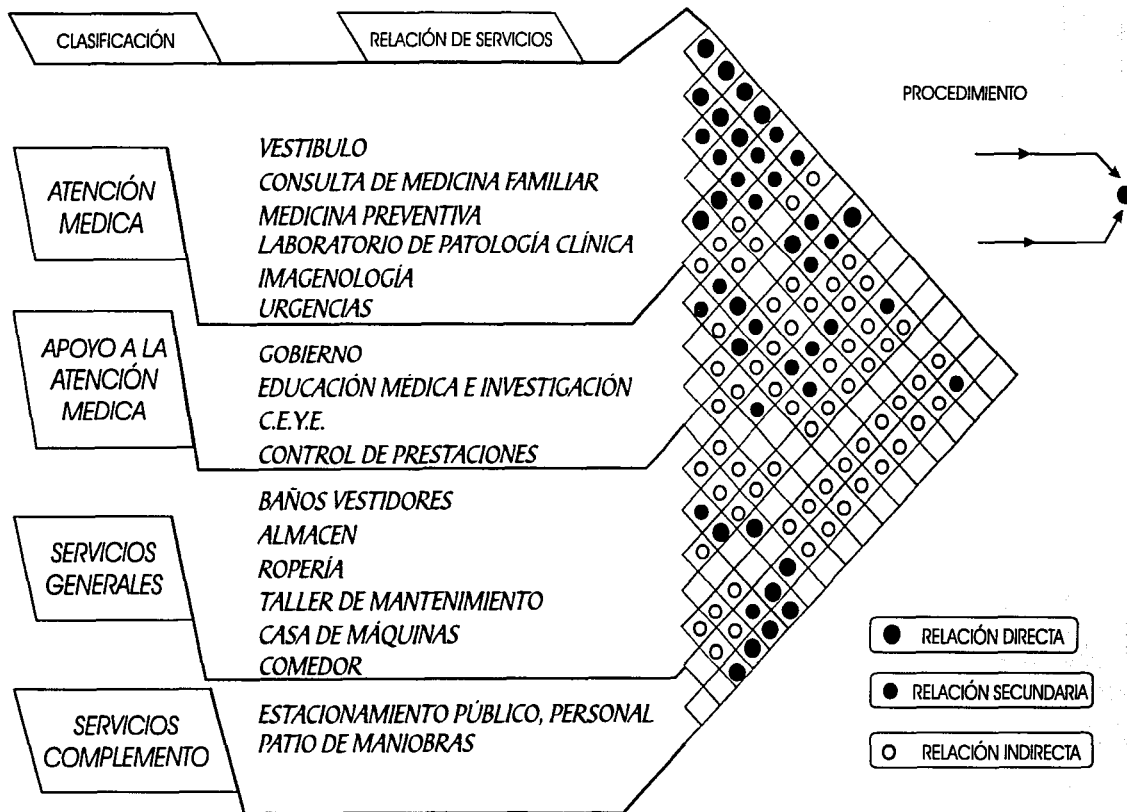 CLASIFICACIÓN
RELACIÓN DE SERVICIOS
PROCEDIMIENTO
ATENCIÓN
MEDICA
VESTIBULO
CONSULTA DE MEDICINA FAMILIAR
MEDICINA PREVENTIVA
LABORATORIO DE PATOLOGÍA CLÍNICA
IMAGENOLOGÍA
URGENCIAS
APOYO A LA
ATENCIÓN
MEDICA
GOBIERNO
EDUCACIÓN MÉDICA E INVESTIGACIÓN
C.E.Y.E.
CONTROL DE PRESTACIONES
SERVICIOS
GENERALES
BAÑOS VESTIDORES
ALMACEN
ROPERÍA
TALLER DE MANTENIMIENTO
CASA DE MÁQUINAS
COMEDOR
SERVICIOS
COMPLEMENTO
ESTACIONAMIENTO PÚBLICO, PERSONAL
PATIO DE MANIOBRAS
RELACIÓN DIRECTA
RELACIÓN SECUNDARIA
RELACIÓN INDIRECTA